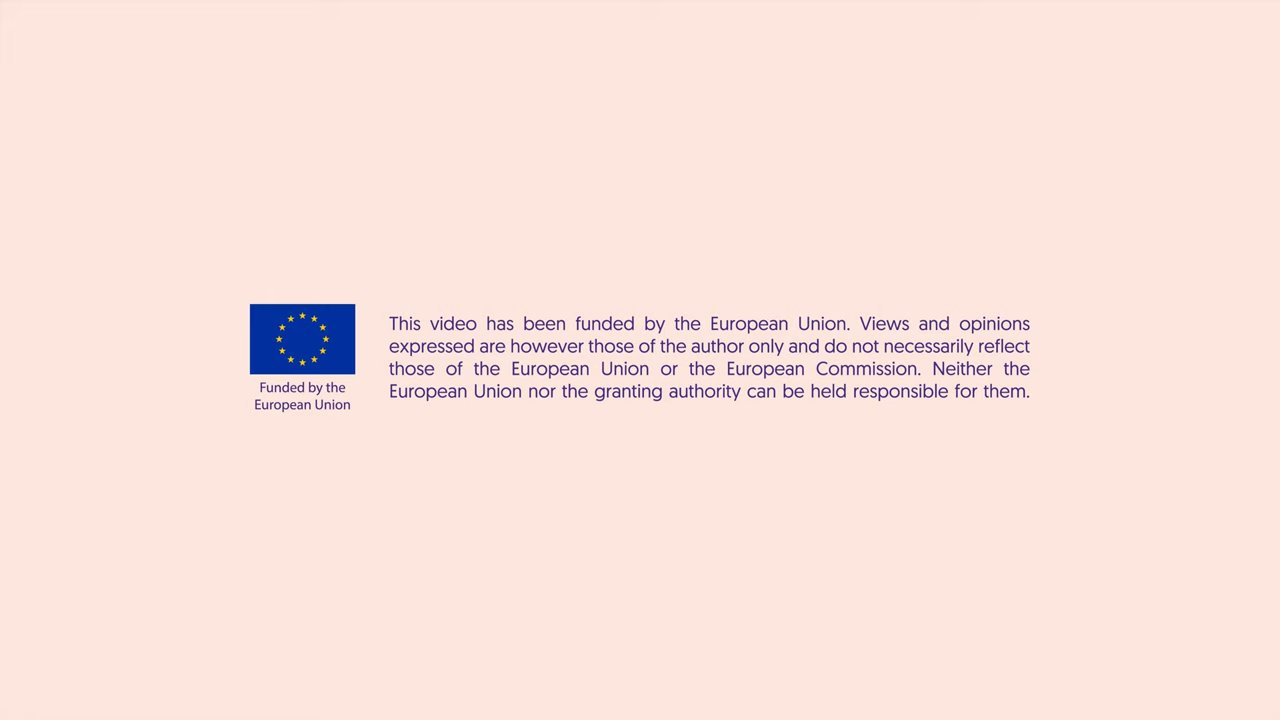 This video has been funded by the European Union. Views and opinions
expressed are however those of the author only and do not necessarily reflect
those of the European Union or the European Commission. Neither the
European Union nor the granting authority can be held responsible for them.
Funded by the
European Union